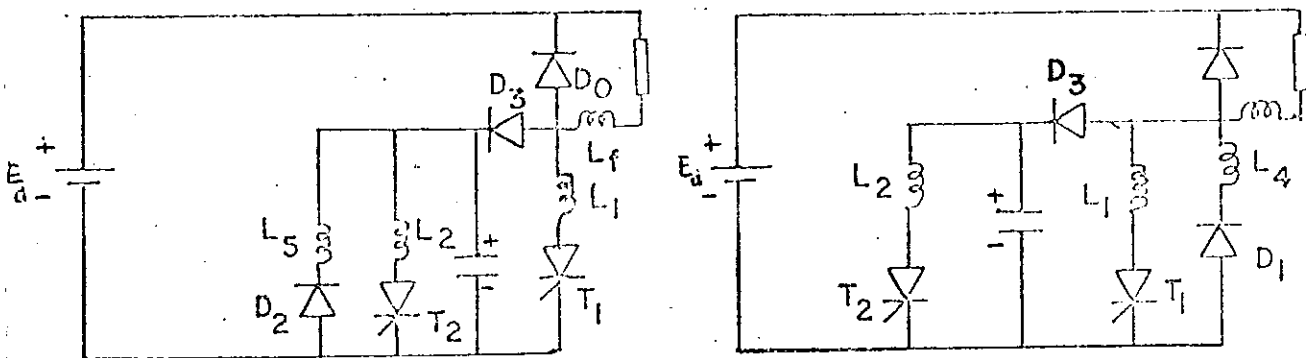 D3
D0
+
Ed
-
Lf
L1
L5
L2
+
-
D2
T2
T1
D3
+
Ed
-
L2
+
-
L1
L4
T2
T1
D1